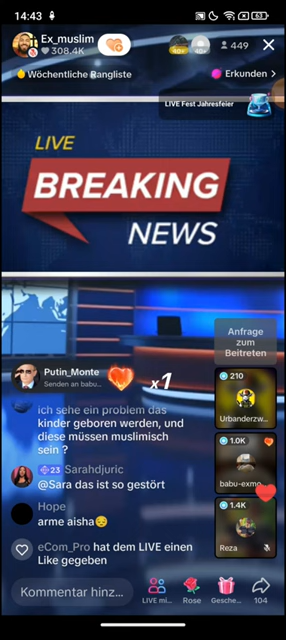 14:43
63
Ex_muslim
308.4K
449
Wöchentliche Rangliste
Erkunden >
LIVE Fest Jahresfeier
LIVE
BREAKING
NEWS
Anfrage
zum
Beitreten
Putin_Monte
Senden an babu...
x1
210
Urbanderzw...
ich sehe ein problem das
kinder geboren werden, und
diese müssen muslimisch
sein ?
1.0K
babu-exmo...
23 Sarahdjuric
@Sara das ist so gestört
Hope
arme aisha😔
1.4K
Reza
eCom_Pro hat dem LIVE einen
Like gegeben
Kommentar hinz...
LIVE mi...
Rose
Gesche...
104